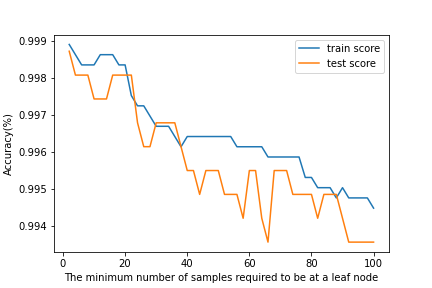 0.999
0.998
0.997
0.996
0.995
0.994
Accuracy(%)
train score
test score
0 20 40 60 80 100
The minimum number of samples required to be at a leaf node